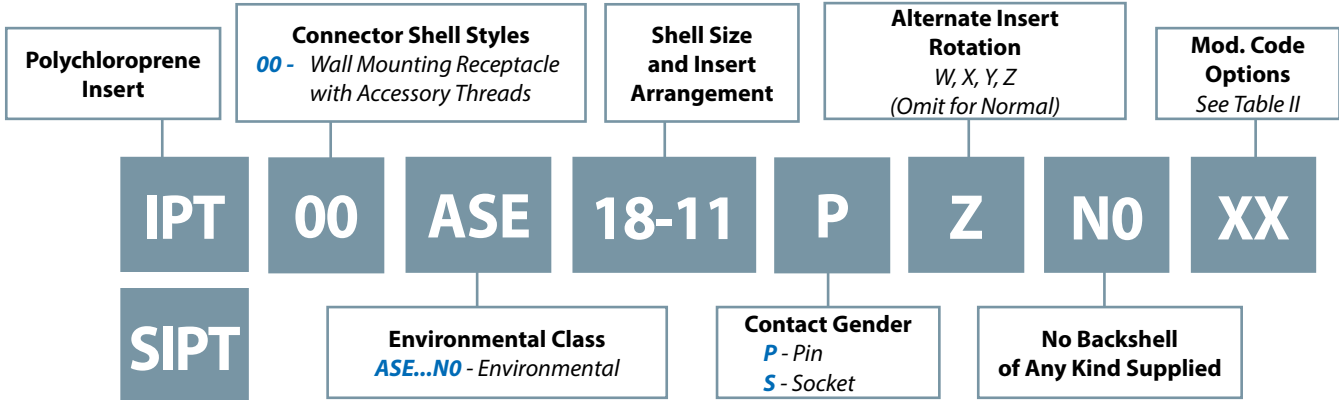 Polychloroprene
Insert
Connector Shell Styles
00 - Wall Mounting Receptacle
with Accessory Threads
Shell Size
and Insert
Arrangement
Alternate Insert
Rotation
W, X, Y, Z
(Omit for Normal)
Mod. Code
Options
See Table II
IPT 00 ASE 18-11 P Z N0 XX
SIPT
Environmental Class
ASE...N0 - Environmental
Contact Gender
P - Pin
S - Socket
No Backshell
of Any Kind Supplied